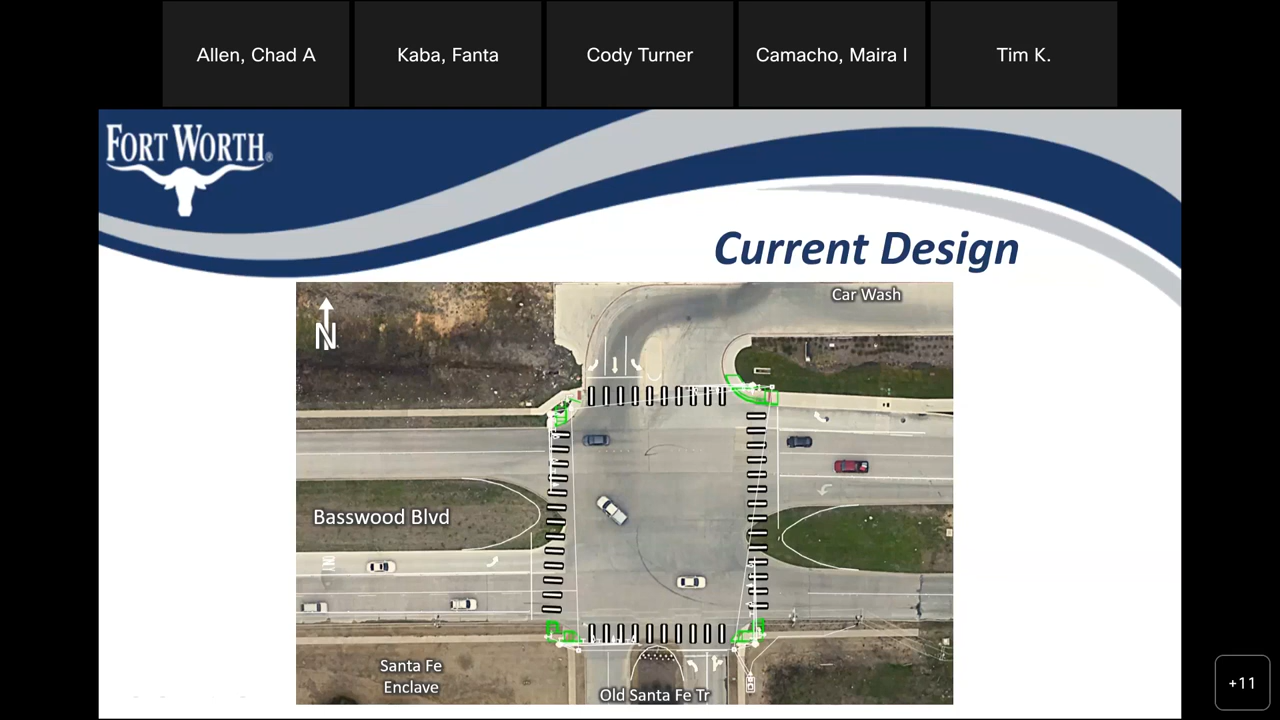 Allen, Chad A
Kaba, Fanta
Cody Turner
Camacho, Maira I
Tim K.
FORT WORTH®
Current Design
Car Wash
N
Basswood Blvd
Santa Fe
Enclave
Old Santa Fe Tr
+11